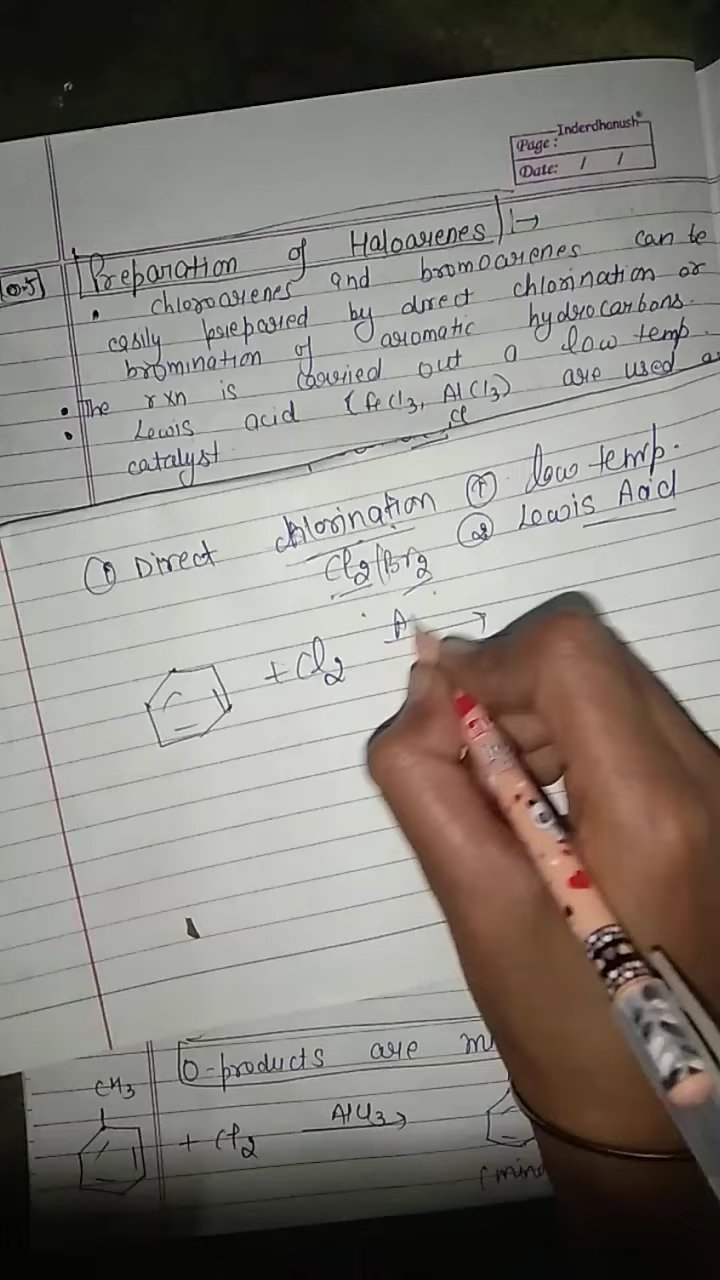 Inderdhanush
Page :
Date: / /
Q.5] Preparation of Haloarenes
• chloroarenes and bromoarenes can be
easily prepared by direct chlorination or
bromination of aromatic hydrocarbons.
• The rxn is carried out a low temp.
• Lewis acid (FeCl3, AlCl3) are used as
catalyst
Cl
① Direct chlorination ① low temp.
Cl2/Br2 ② Lewis Acid
+ Cl2 A
O-products are
CH3
+ Cl2 AlCl3